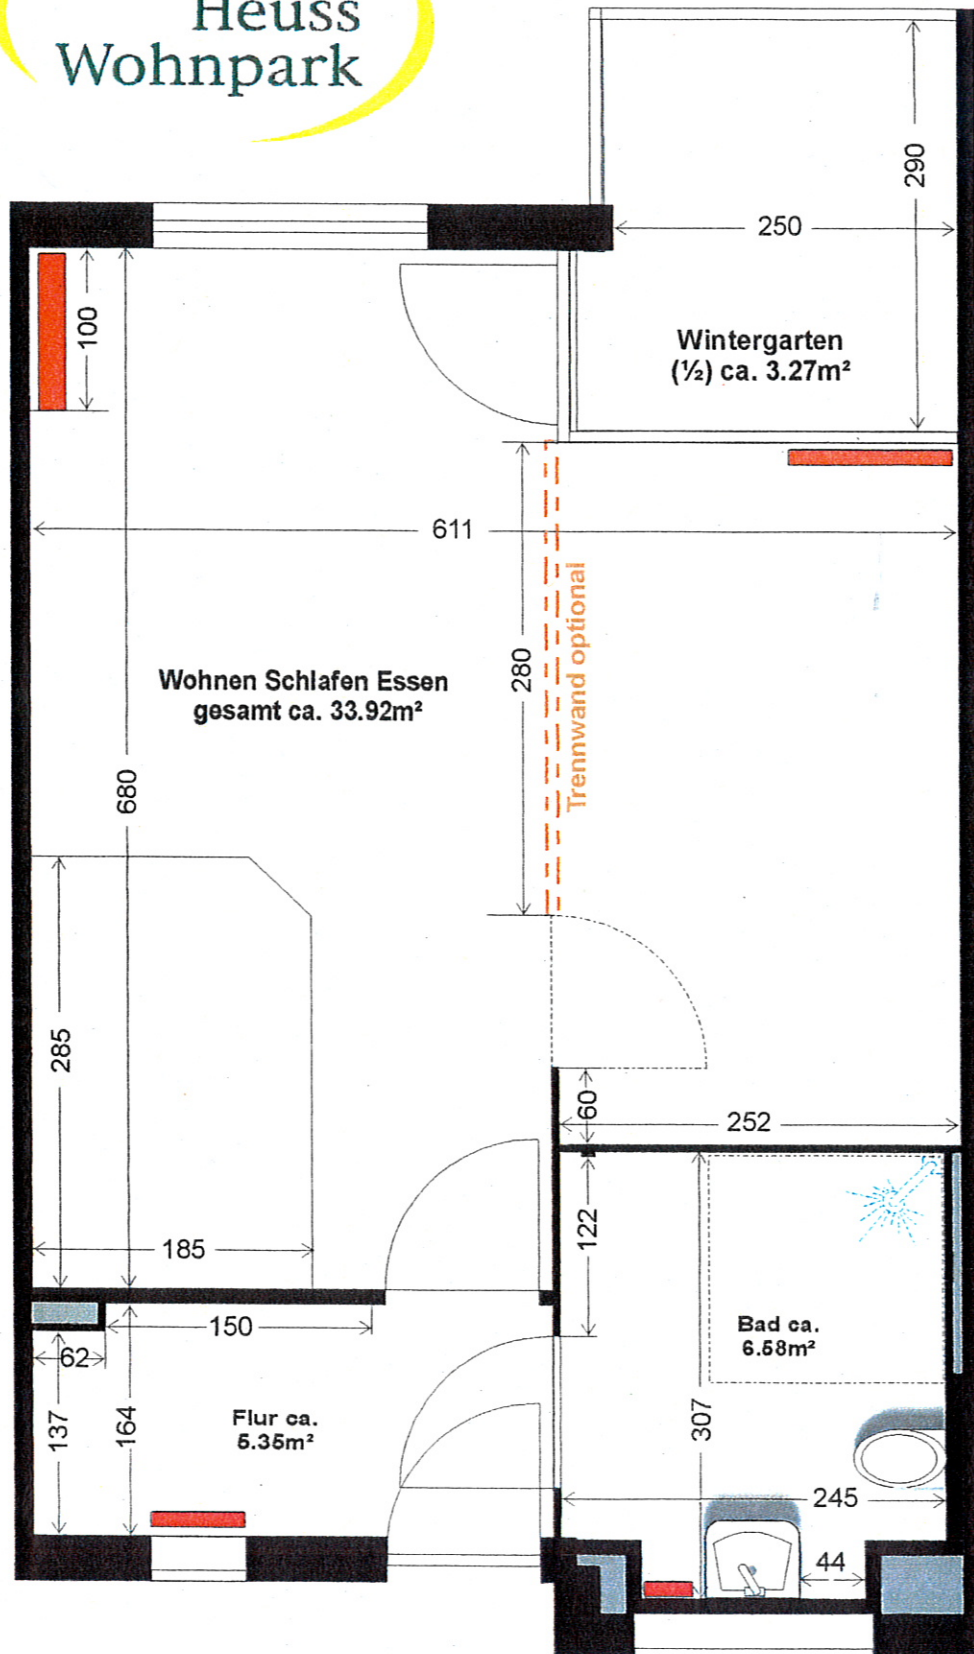 Heuss
Wohnpark
290
250
Wintergarten
(½) ca. 3.27m²
100
611
Trennwand optional
280
Wohnen Schlafen Essen
gesamt ca. 33.92m²
680
285
60
252
185
122
150
62
Bad ca.
6.58m²
137
164
Flur ca.
5.35m²
307
245
44